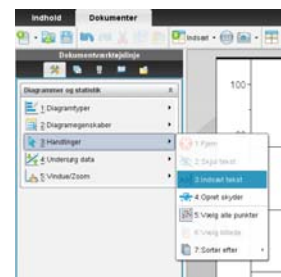 Indhold Dokumenter
Indsæt
Dokumentværktøjslinje
Diagrammer og statistik
1: Diagramtyper
2: Diagramegenskaber
3: Handlinger
4: Undersøg data
5: Vindue/Zoom
1: Fjern
2: Skjul tekst
3: Indsæt tekst
4: Opret skyder
5: Vælg alle punkter
6: Vælg billede
7: Sorter efter
100